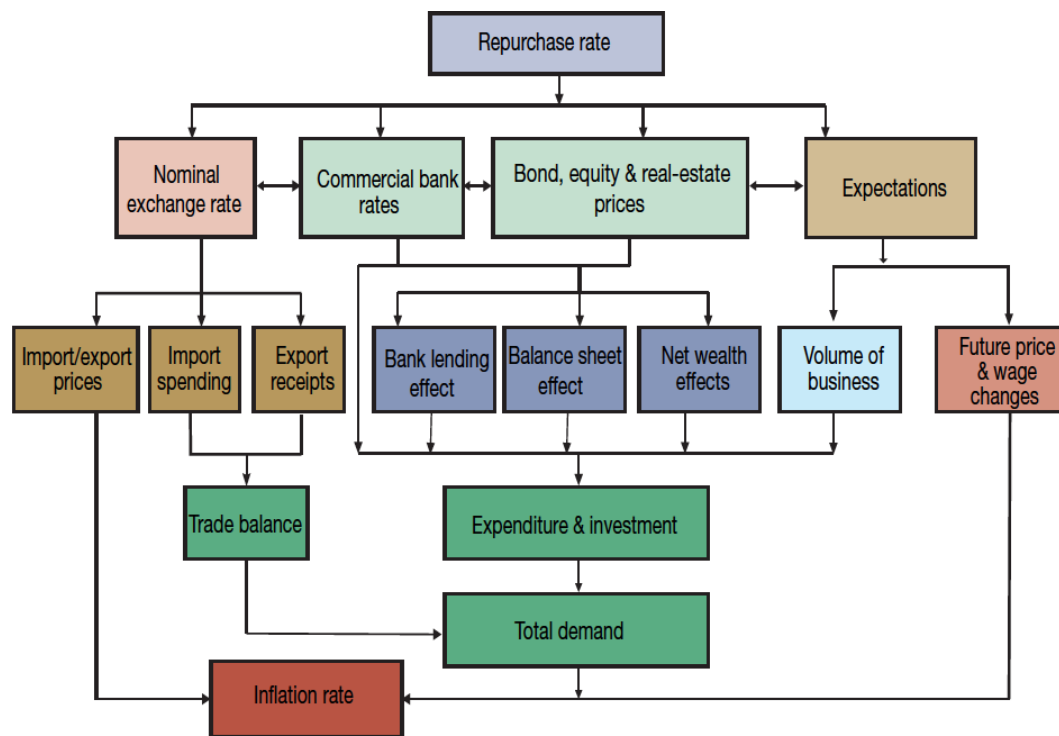 Repurchase rate
Nominal
exchange rate
Commercial bank
rates
Bond, equity & real-estate
prices
Expectations
Import/export
prices
Import
spending
Export
receipts
Bank lending
effect
Balance sheet
effect
Net wealth
effects
Volume of
business
Future price
& wage
changes
Trade balance
Expenditure & investment
Total demand
Inflation rate